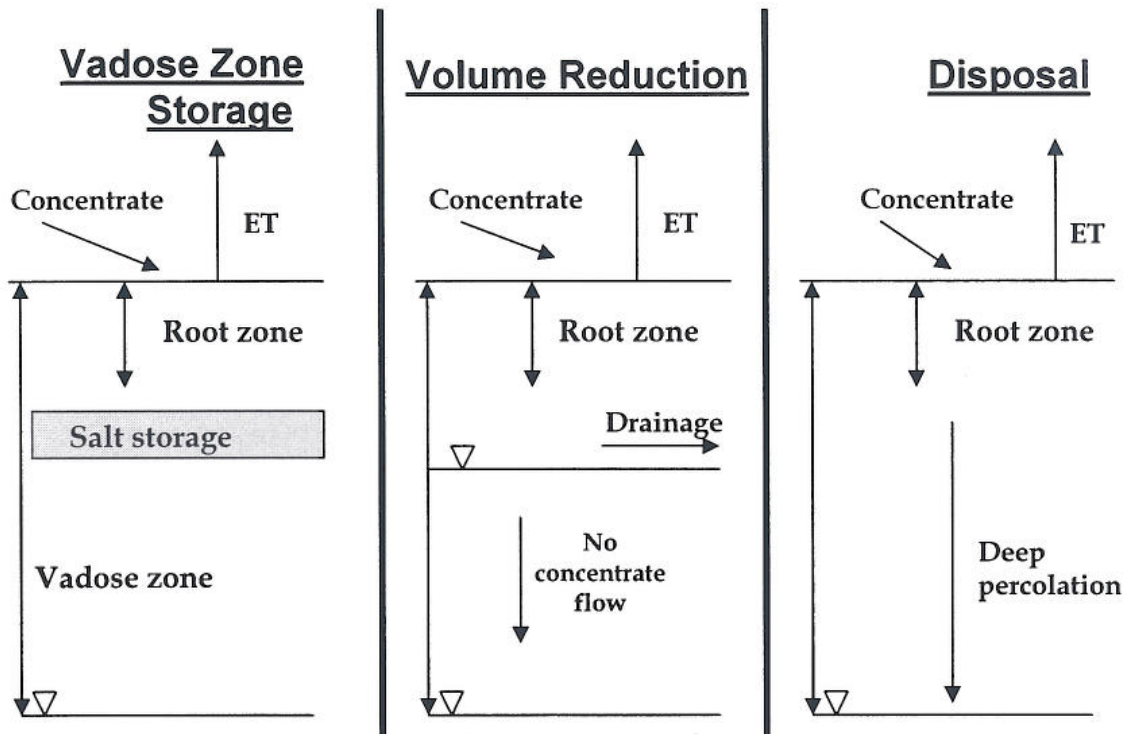 Vadose Zone
Storage
Concentrate
ET
Root zone
Salt storage
Vadose zone
Volume Reduction
Concentrate
ET
Root zone
Drainage
No
concentrate
flow
Disposal
Concentrate
ET
Root zone
Deep
percolation